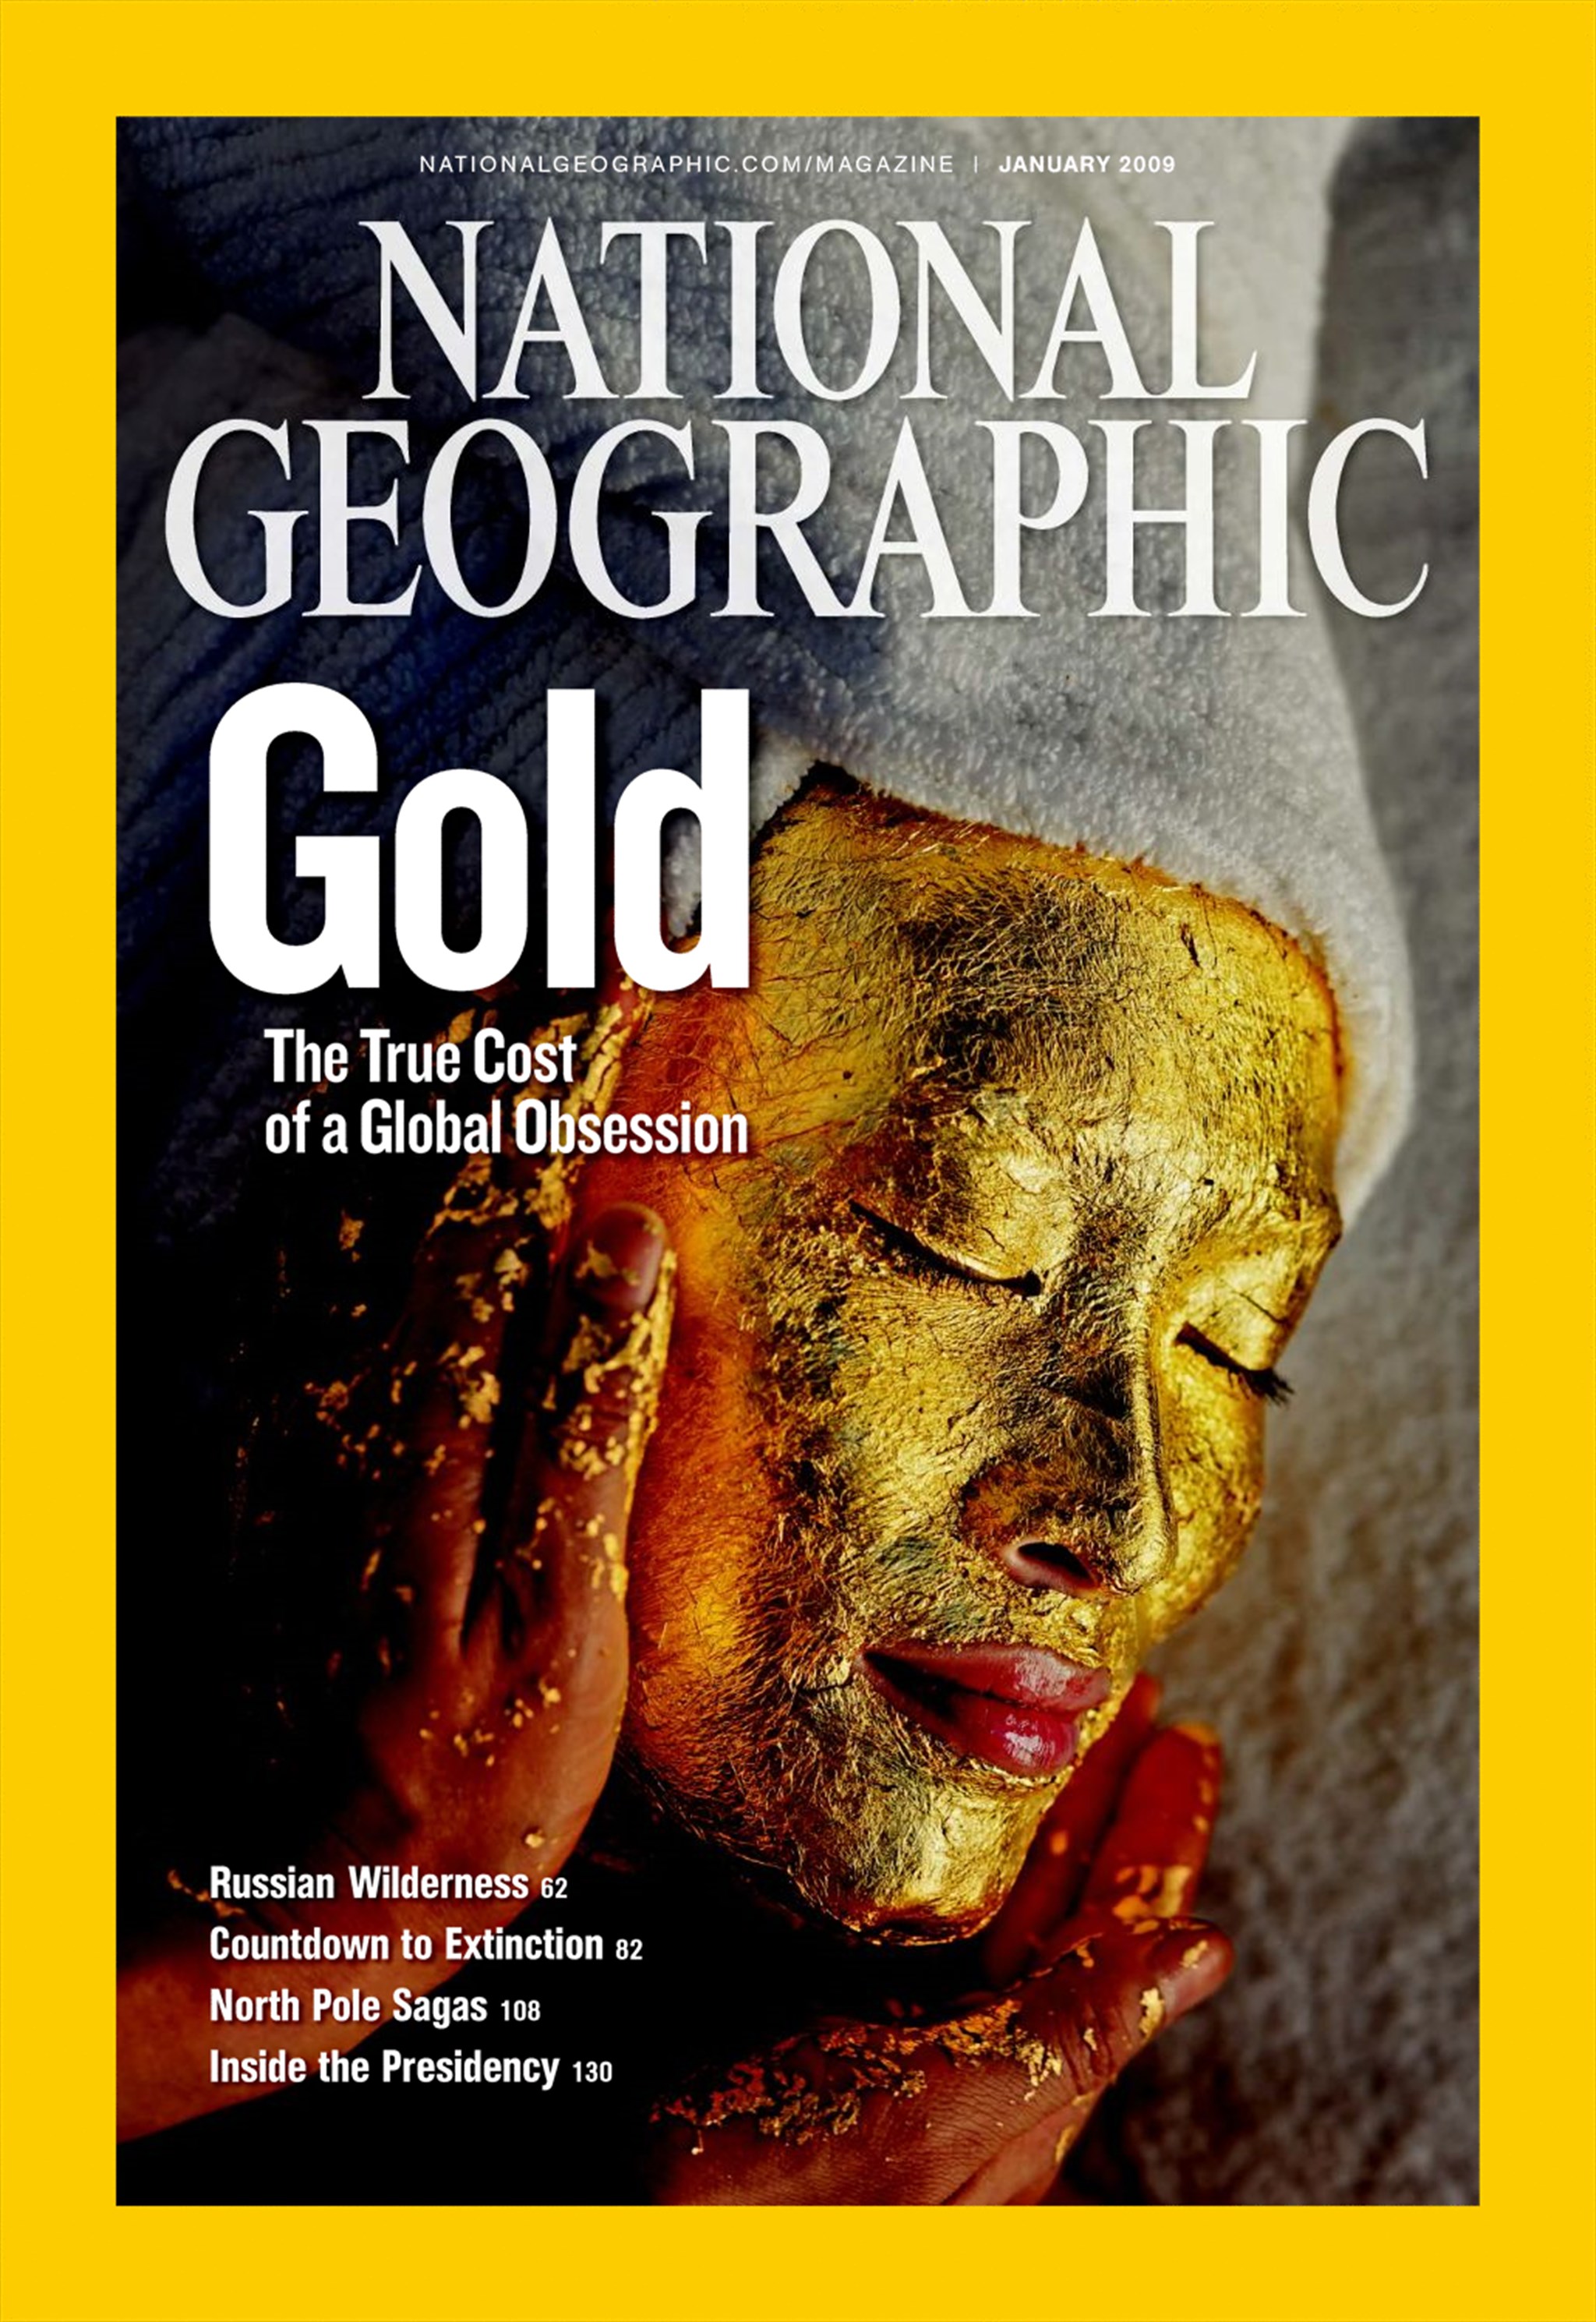 NATIONALGEOGRAPHIC.COM/MAGAZINE | JANUARY 2009
NATIONAL
GEOGRAPHIC
Gold
The True Cost
of a Global Obsession
Russian Wilderness 62
Countdown to Extinction 82
North Pole Sagas 108
Inside the Presidency 130